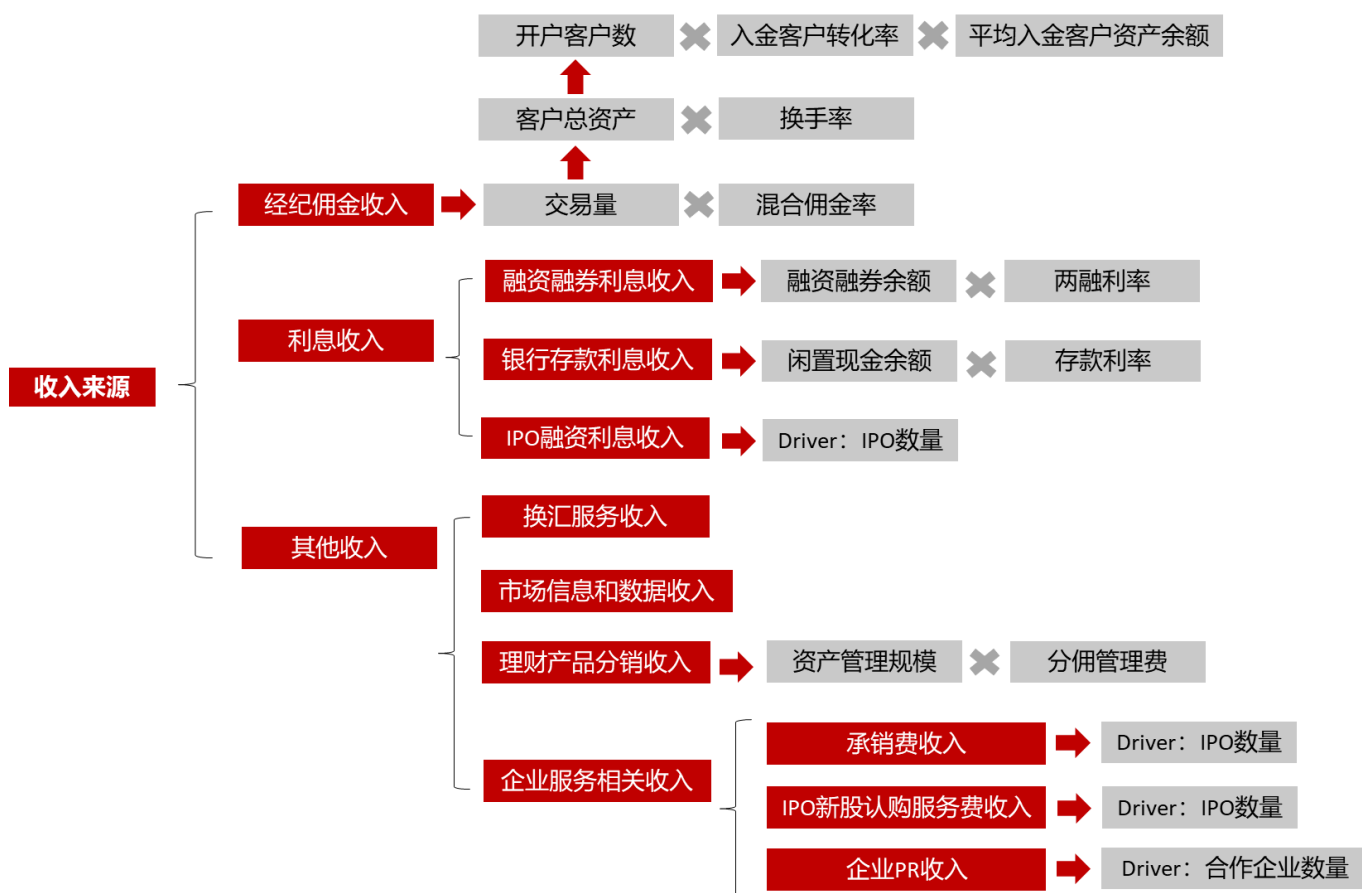 开户客户数 入金客户转化率 平均入金客户资产余额
客户总资产 换手率
经纪佣金收入 交易量 混合佣金率
融资融券利息收入 融资融券余额 两融利率
利息收入
银行存款利息收入 闲置现金余额 存款利率
收入来源
IPO融资利息收入 Driver：IPO数量
换汇服务收入
其他收入
市场信息和数据收入
理财产品分销收入 资产管理规模 分佣管理费
承销费收入 Driver：IPO数量
企业服务相关收入
IPO新股认购服务费收入 Driver：IPO数量
企业PR收入 Driver：合作企业数量